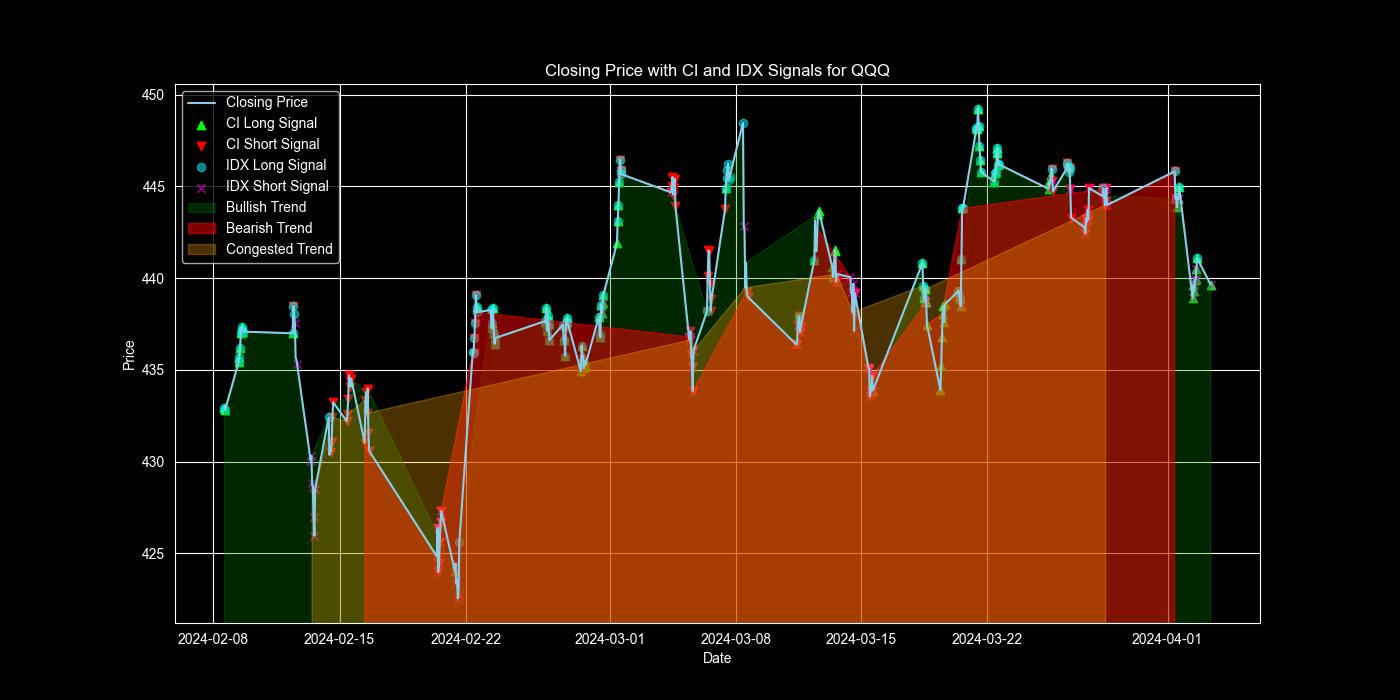 Closing Price with CI and IDX Signals for QQQ
450
445
440
435
430
425
Price
Closing Price
CI Long Signal
CI Short Signal
IDX Long Signal
IDX Short Signal
Bullish Trend
Bearish Trend
Congested Trend
2024-02-08
2024-02-15
2024-02-22
2024-03-01
2024-03-08
2024-03-15
2024-03-22
2024-04-01
Date